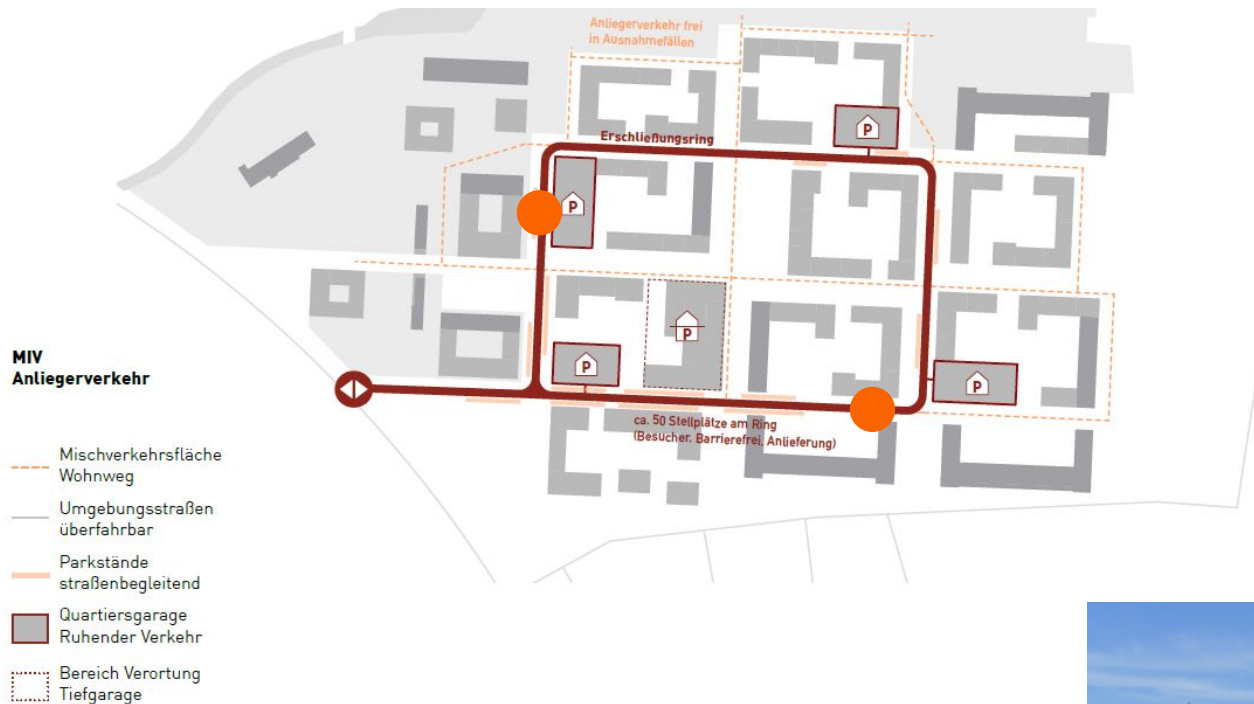 Anliegerverkehr frei
in Ausnahmefällen
P
Erschließungsring
P
P
MIV
Anliegerverkehr
P
P
ca. 50 Stellplätze am Ring
(Besucher. Barrierefrei, Anlieferung)
Mischverkehrsfläche
Wohnweg
Umgebungsstraßen
überfahrbar
Parkstände
straßenbegleitend
Quartiersgarage
Ruhender Verkehr
Bereich Verortung
Tiefgarage